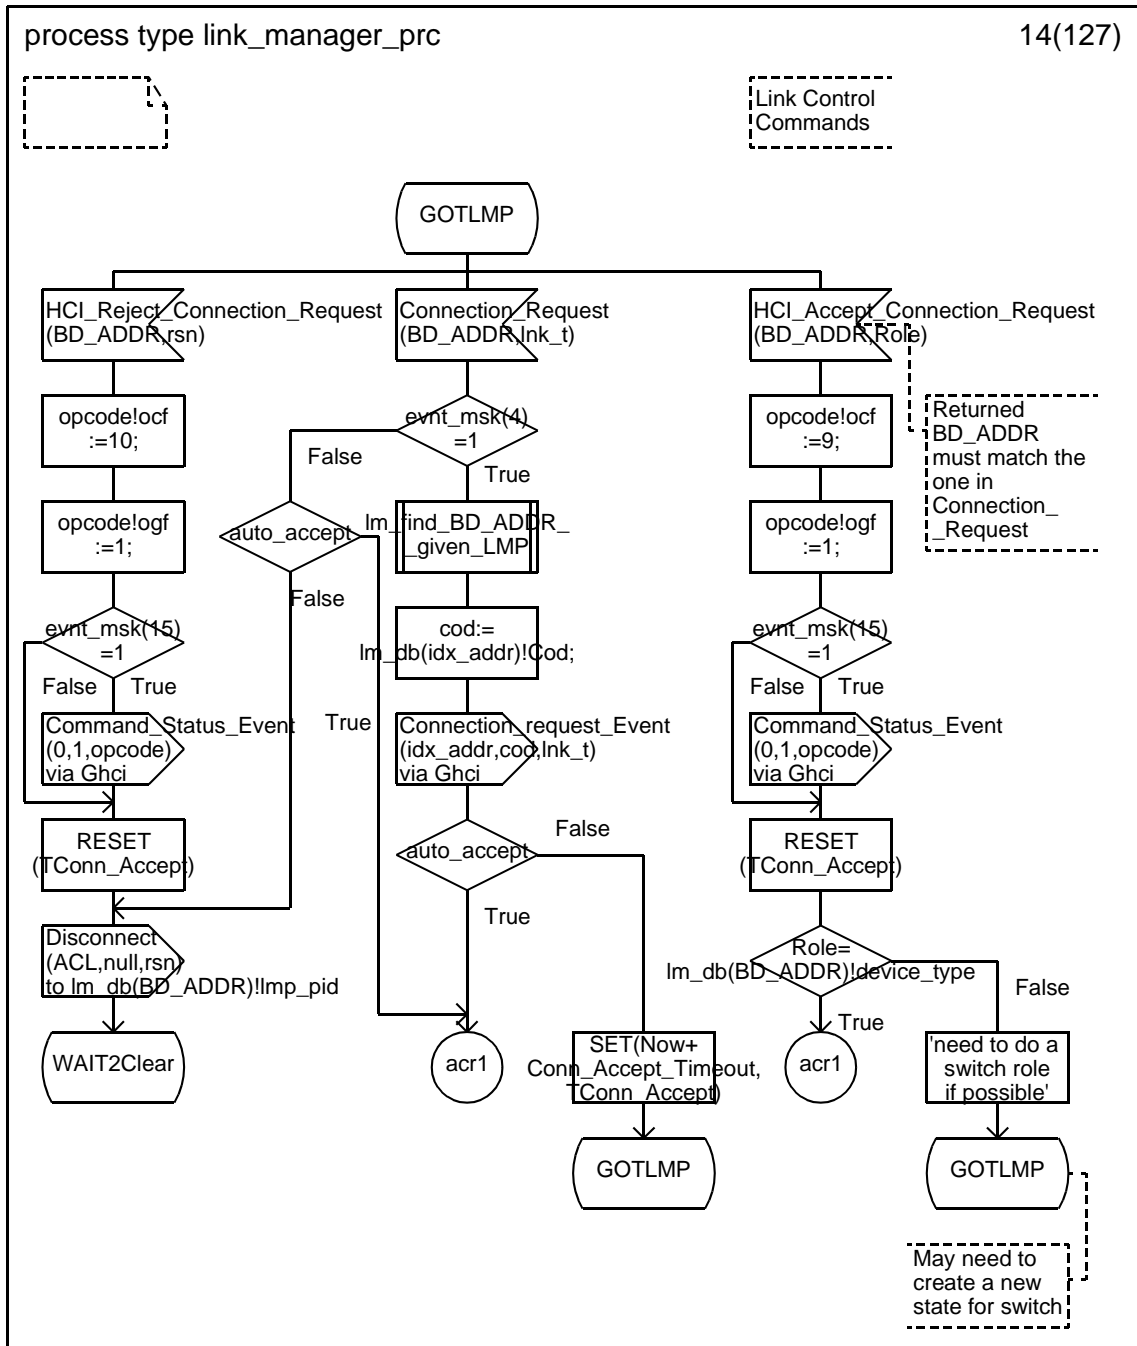 process type link_manager_prc
14(127)
Link Control
Commands
GOTLMP
HCI_Reject_Connection_Request
(BD_ADDR,rsn)
opcode!ocf
:=10;
opcode!ogf
:=1;
evnt_msk(15)
=1
False
True
Command_Status_Event
(0,1,opcode)
via Ghci
RESET
(TConn_Accept)
Disconnect
(ACL,null,rsn)
to lm_db(BD_ADDR)!lmp_pid
WAIT2Clear
Connection_Request
(BD_ADDR,lnk_t)
evnt_msk(4)
=1
False
True
auto_accept
False
True
lm_find_BD_ADDR_
_given_LMP
cod:=
lm_db(idx_addr)!Cod;
Connection_request_Event
(idx_addr,cod,lnk_t)
via Ghci
auto_accept
False
True
acr1
SET(Now+
Conn_Accept_Timeout,
TConn_Accept)
GOTLMP
HCI_Accept_Connection_Request
(BD_ADDR,Role)
Returned
BD_ADDR
must match the
one in
Connection_
_Request
opcode!ocf
:=9;
opcode!ogf
:=1;
evnt_msk(15)
=1
False
True
Command_Status_Event
(0,1,opcode)
via Ghci
RESET
(TConn_Accept)
Role=
lm_db(BD_ADDR)!device_type
False
True
acr1
'need to do a
switch role
if possible'
GOTLMP
May need to
create a new
state for switch